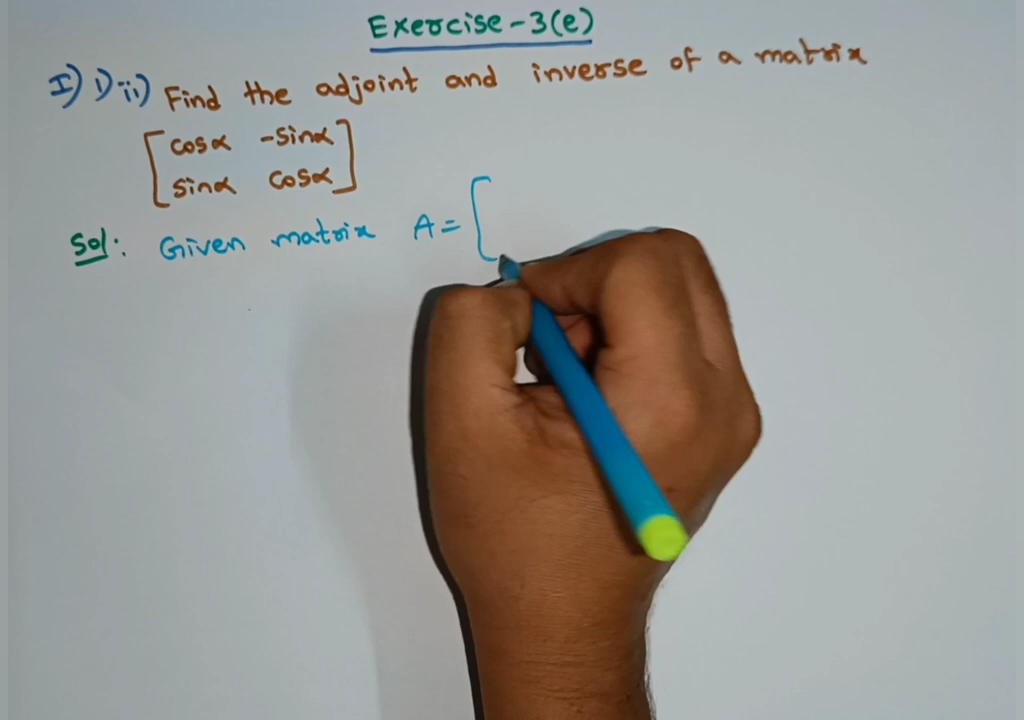 Exercise-3(e)
I) 1) ii) Find the adjoint and inverse of a matrix
[cosα -sinα]
[sinα cosα]
Sol: Given matrix A = [